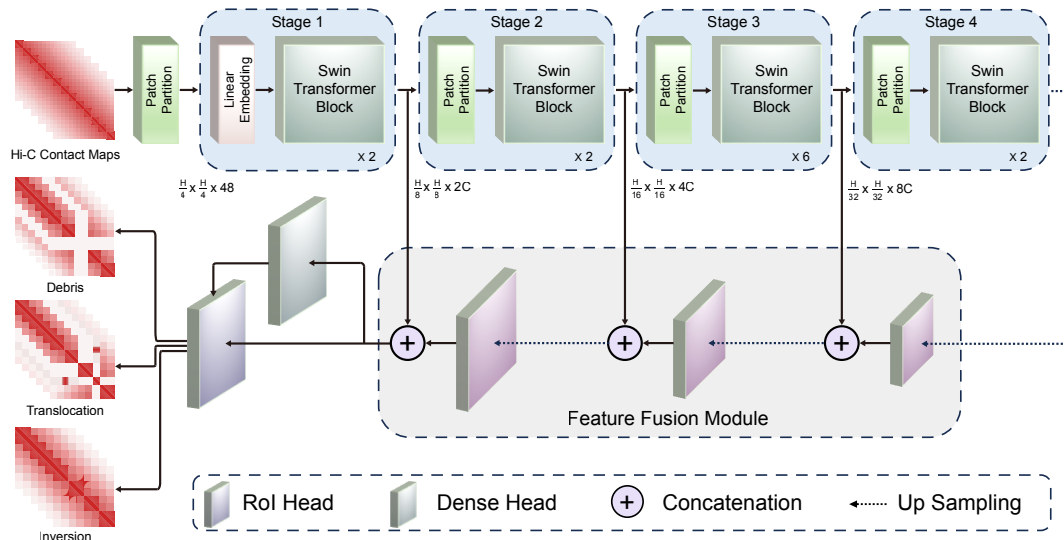 Stage 1
Stage 2
Stage 3
Stage 4
Hi-C Contact Maps
Patch
Partition
Linear
Embedding
Swin
Transformer
Block
x 2
Patch
Partition
Swin
Transformer
Block
x 2
Patch
Partition
Swin
Transformer
Block
x 6
Patch
Partition
Swin
Transformer
Block
x 2
H/4 x H/4 x 48
H/8 x H/8 x 2C
H/16 x H/16 x 4C
H/32 x H/32 x 8C
Debris
Translocation
Inversion
+
+
+
Feature Fusion Module
RoI Head
Dense Head
+
Concatenation
Up Sampling